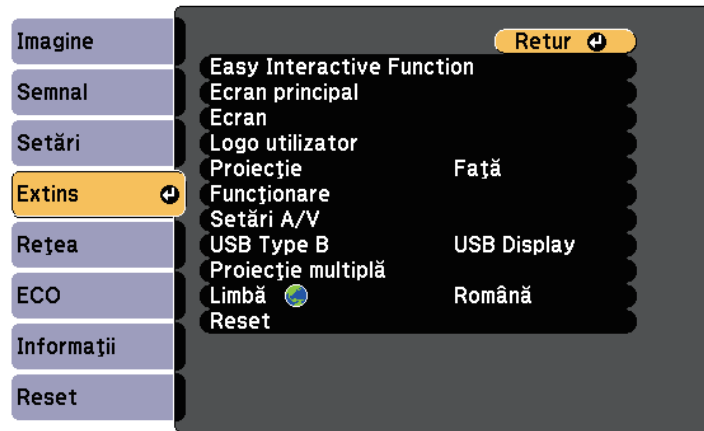 Imagine
Semnal
Setări
Extins
Reţea
ECO
Informaţii
Reset
Retur
Easy Interactive Function
Ecran principal
Ecran
Logo utilizator
Proiecţie Faţă
Funcţionare
Setări A/V
USB Type B USB Display
Proiecţie multiplă
Limbă Română
Reset